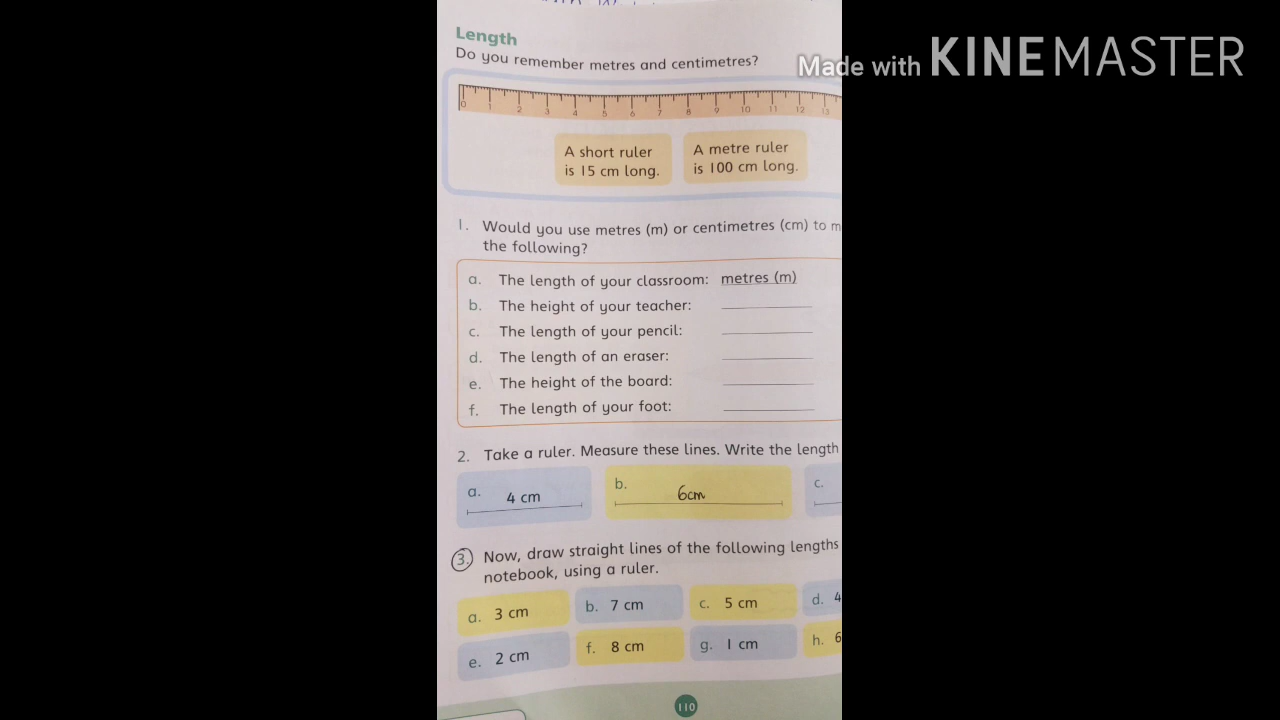 Made with KINEMASTER
Length
Do you remember metres and centimetres?
0 1 2 3 4 5 6 7 8 9 10 11 12 13
A short ruler
is 15 cm long.
A metre ruler
is 100 cm long.
1. Would you use metres (m) or centimetres (cm) to m
the following?
a. The length of your classroom: metres (m)
b. The height of your teacher:
c. The length of your pencil:
d. The length of an eraser:
e. The height of the board:
f. The length of your foot:
2. Take a ruler. Measure these lines. Write the length
a. 4 cm
b. 6cm
c.
3. Now, draw straight lines of the following lengths
notebook, using a ruler.
a. 3 cm b. 7 cm c. 5 cm d. 4
e. 2 cm f. 8 cm g. 1 cm h. 6
110